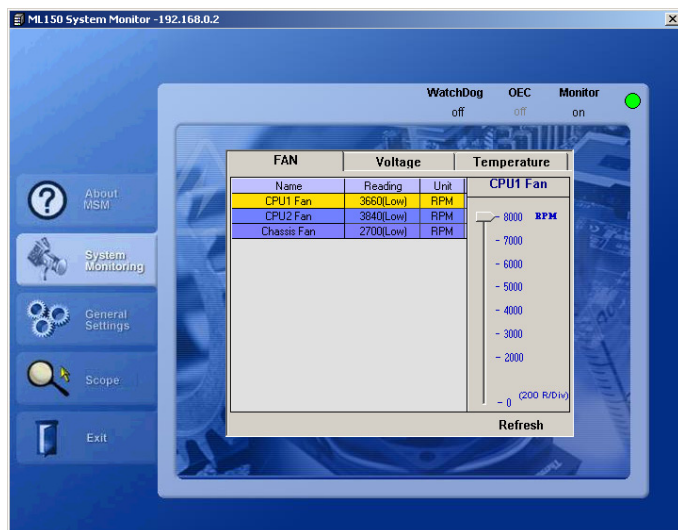 ML150 System Monitor -192.168.0.2
WatchDog OEC Monitor
off off on
FAN Voltage Temperature
Name Reading Unit
CPU1 Fan 3660(Low) RPM
CPU2 Fan 3840(Low) RPM
Chassis Fan 2700(Low) RPM
CPU1 Fan
- 8000 RPM
- 7000
- 6000
- 5000
- 4000
- 3000
- 2000
- 0 (200 R/Div)
Refresh
About
MSM
System
Monitoring
General
Settings
Scope
Exit